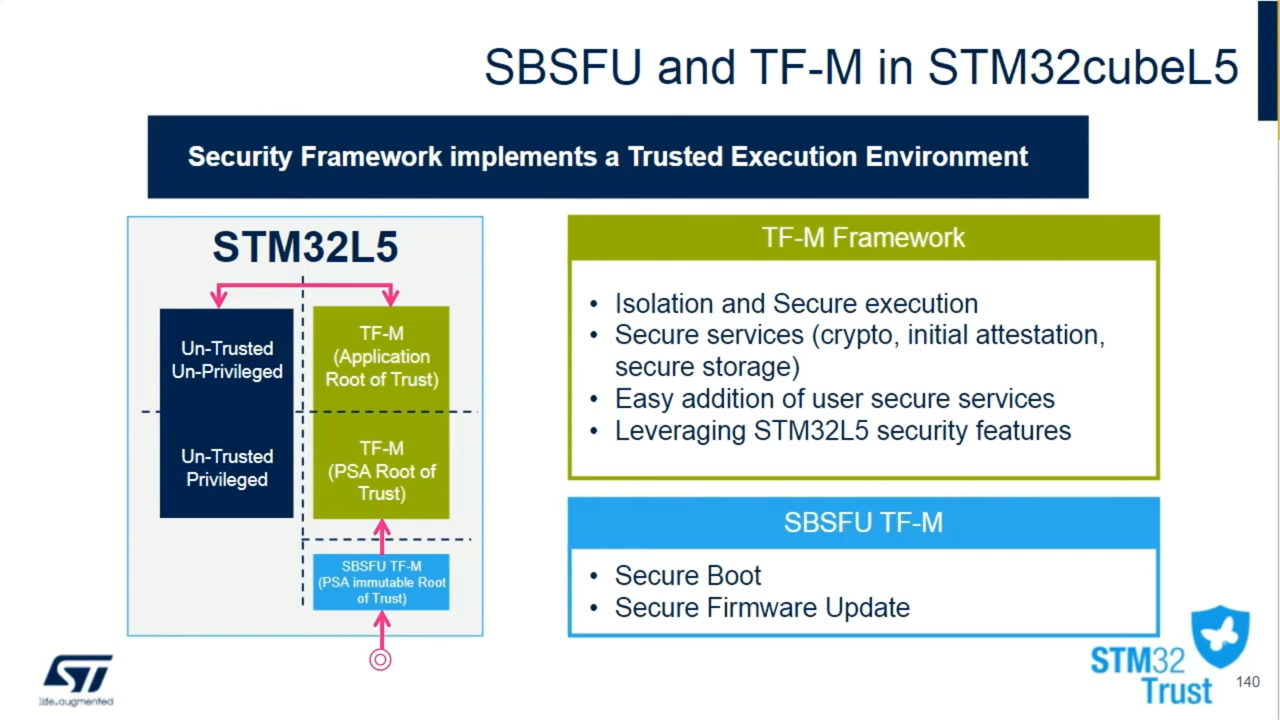 SBSFU and TF-M in STM32cubeL5
Security Framework implements a Trusted Execution Environment
STM32L5
Un-Trusted
Un-Privileged
Un-Trusted
Privileged
TF-M
(Application
Root of Trust)
TF-M
(PSA Root of
Trust)
SBSFU TF-M
(PSA immutable Root
of Trust)
TF-M Framework
• Isolation and Secure execution
• Secure services (crypto, initial attestation,
secure storage)
• Easy addition of user secure services
• Leveraging STM32L5 security features
SBSFU TF-M
• Secure Boot
• Secure Firmware Update
ST
life.augmented
STM32
Trust
140